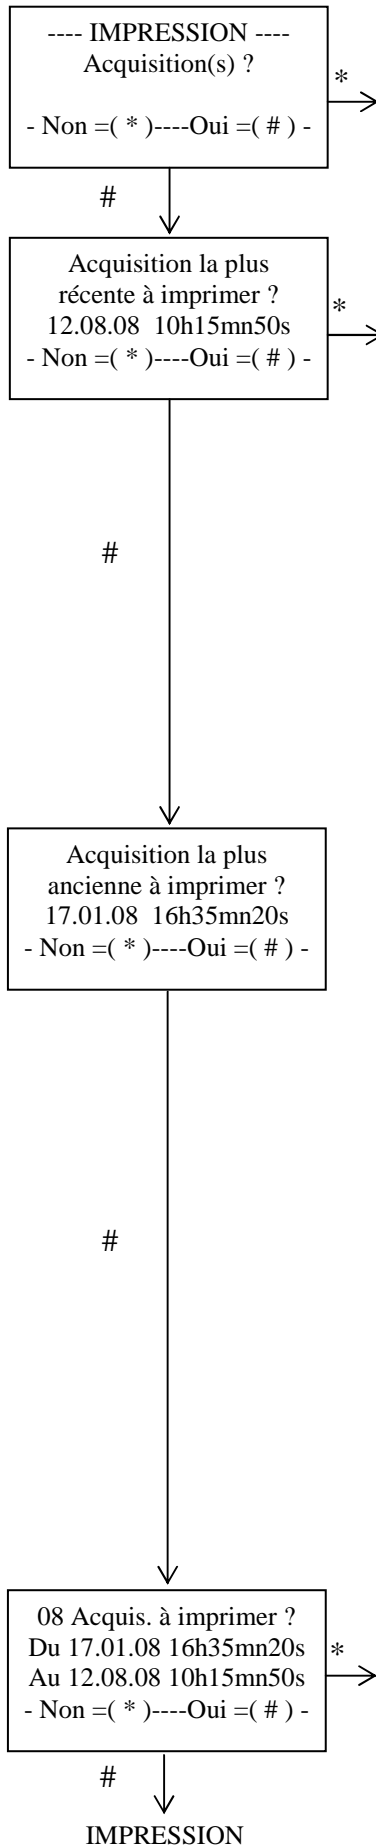 ---- IMPRESSION ----
Acquisition(s) ?
*
- Non =( * )----Oui =( # ) -
#
Acquisition la plus
récente à imprimer ?
*
12.08.08 10h15mn50s
- Non =( * )----Oui =( # ) -
#
Acquisition la plus
ancienne à imprimer ?
17.01.08 16h35mn20s
- Non =( * )----Oui =( # ) -
#
08 Acquis. à imprimer ?
Du 17.01.08 16h35mn20s
*
Au 12.08.08 10h15mn50s
- Non =( * )----Oui =( # ) -
#
IMPRESSION